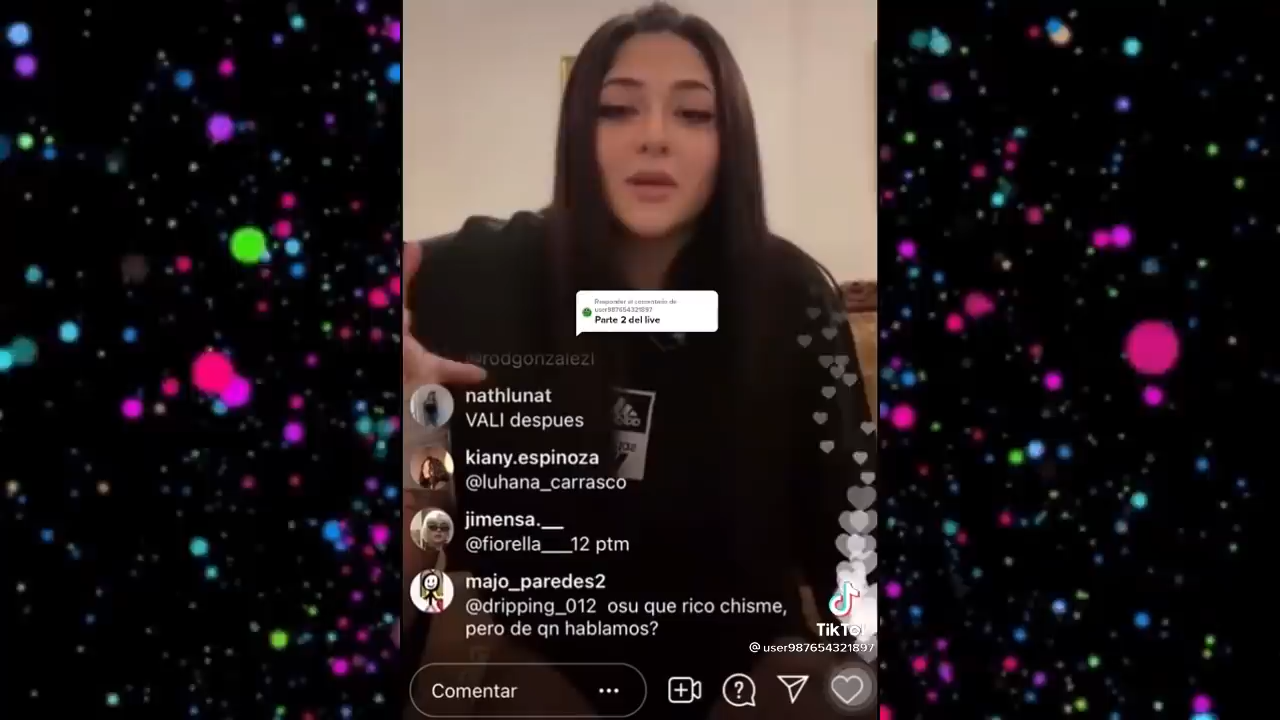 Responder al comentario de
user987654321897
Parte 2 del live
@rodgonzalezl
nathlunat
VALI despues
kiany.espinoza
@luhana_carrasco
jimensa.__
@fiorella___12 ptm
majo_paredes2
@dripping_012 osu que rico chisme,
pero de qn hablamos?
TikTok
@ user987654321897
Comentar